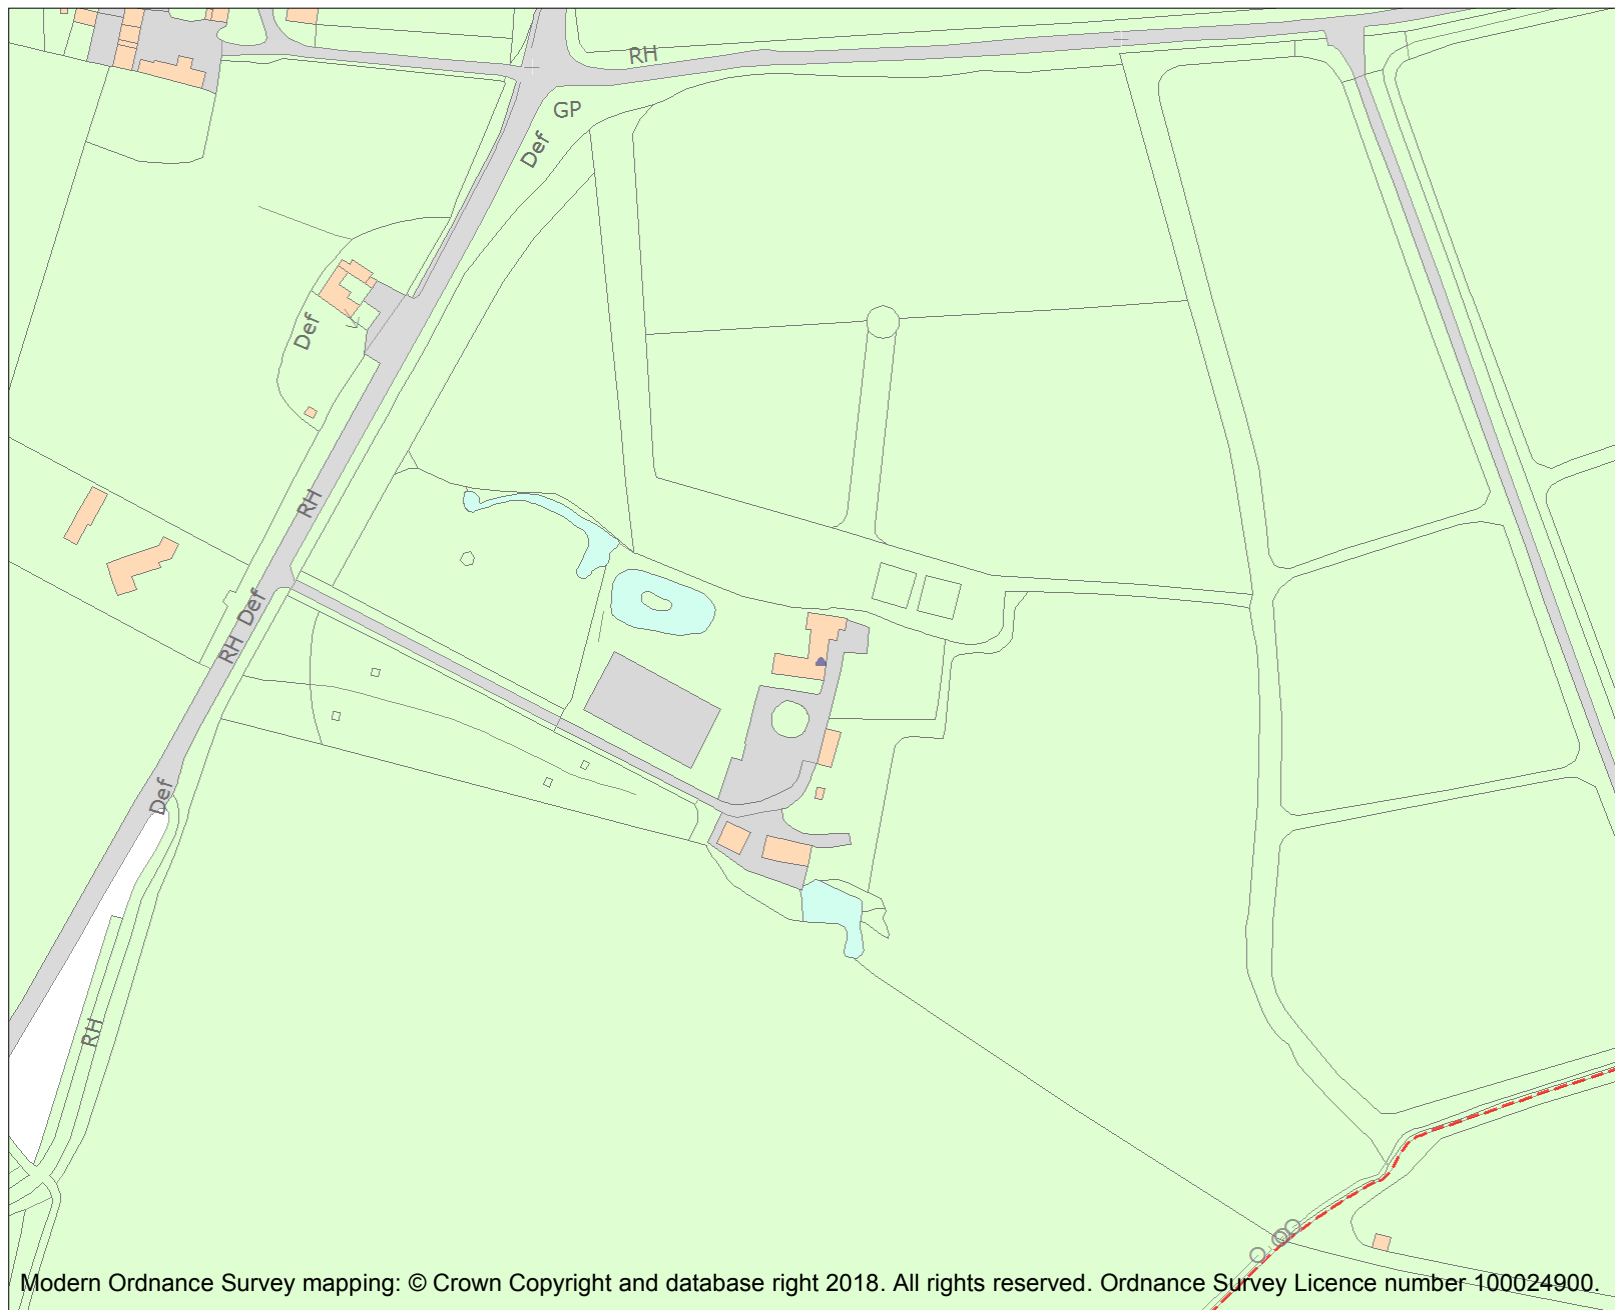 RH
GP
Def
Def
RH
Def
RH
Def
RH
Modern Ordnance Survey mapping: © Crown Copyright and database right 2018. All rights reserved. Ordnance Survey Licence number 100024900.